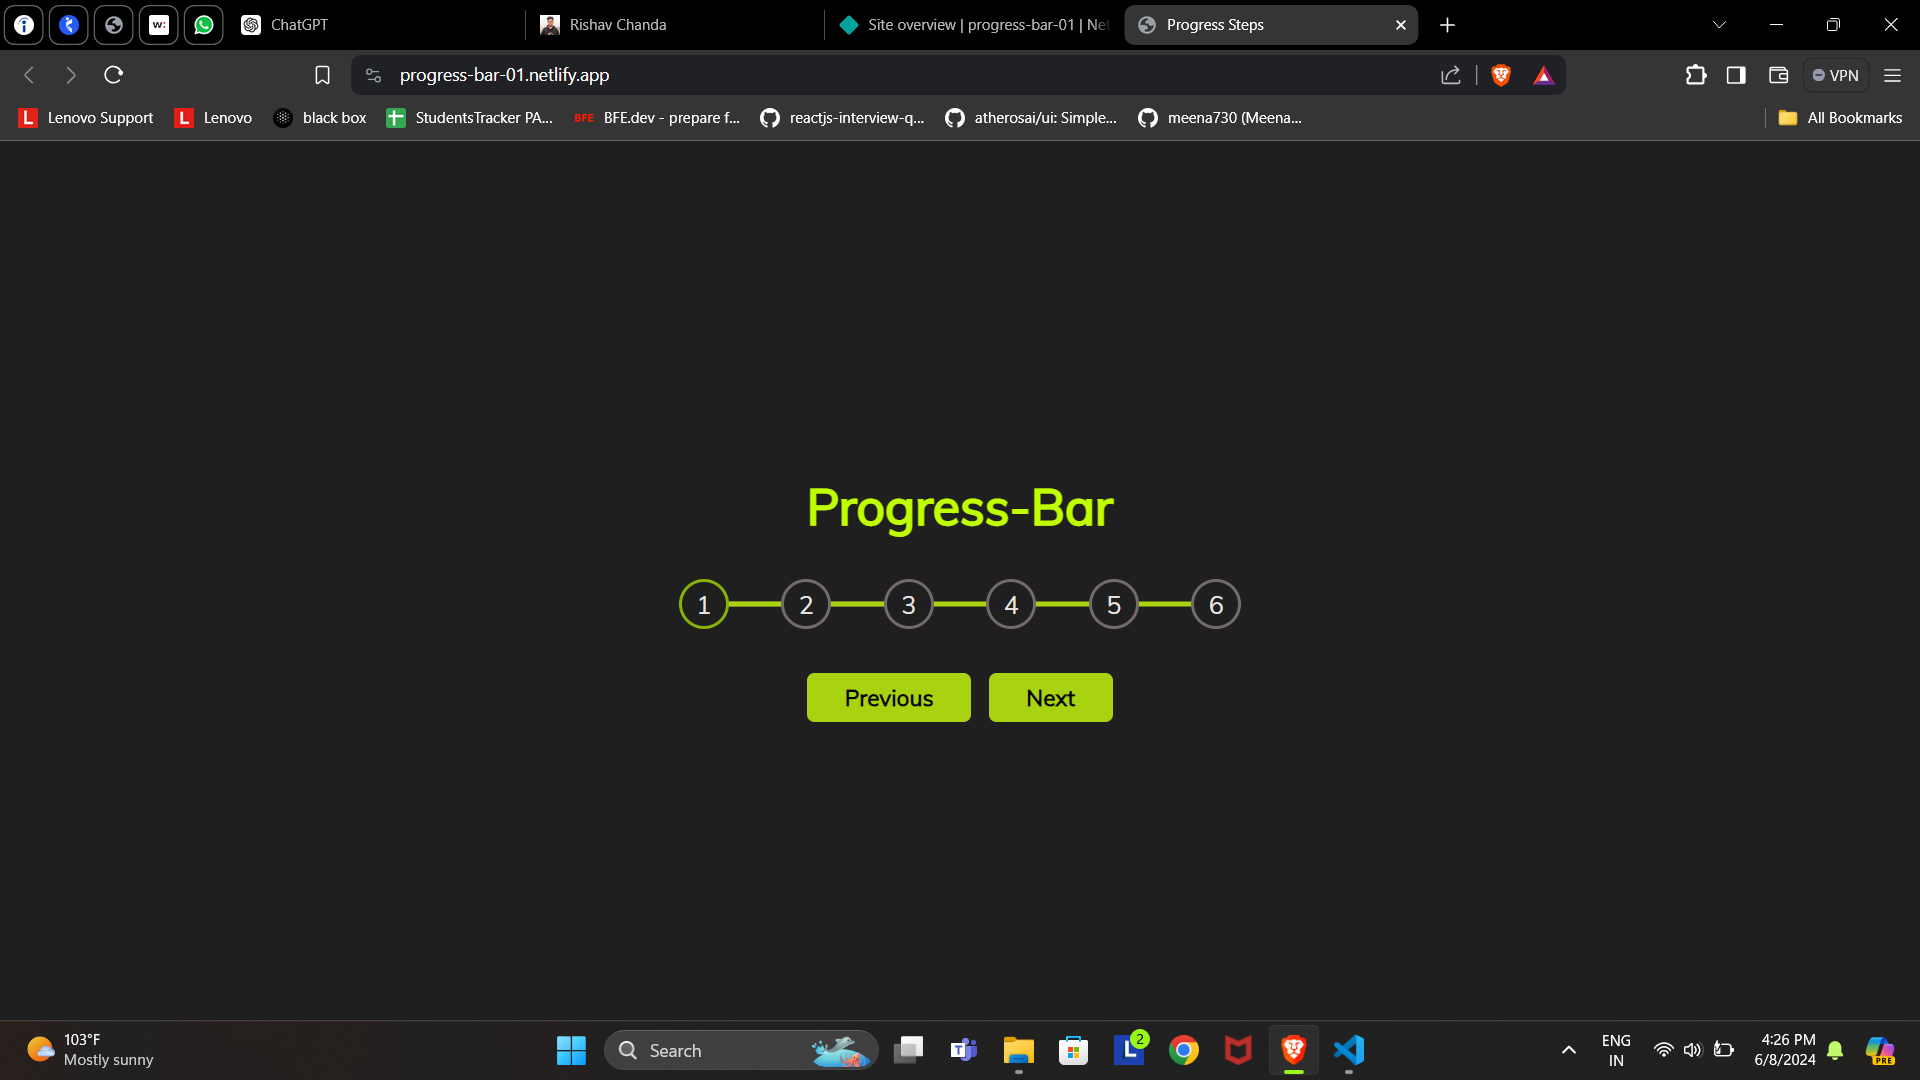 w:
ChatGPT
Rishav Chanda
Site overview | progress-bar-01 | Net
Progress Steps
progress-bar-01.netlify.app
VPN
L Lenovo Support
L Lenovo
black box
StudentsTracker PA...
BFE BFE.dev - prepare f...
reactjs-interview-q...
atherosai/ui: Simple...
meena730 (Meena...
All Bookmarks
Progress-Bar
1 2 3 4 5 6
Previous Next
103°F
Mostly sunny
Search
T
L 2
ENG
IN
4:26 PM
6/8/2024
PRE